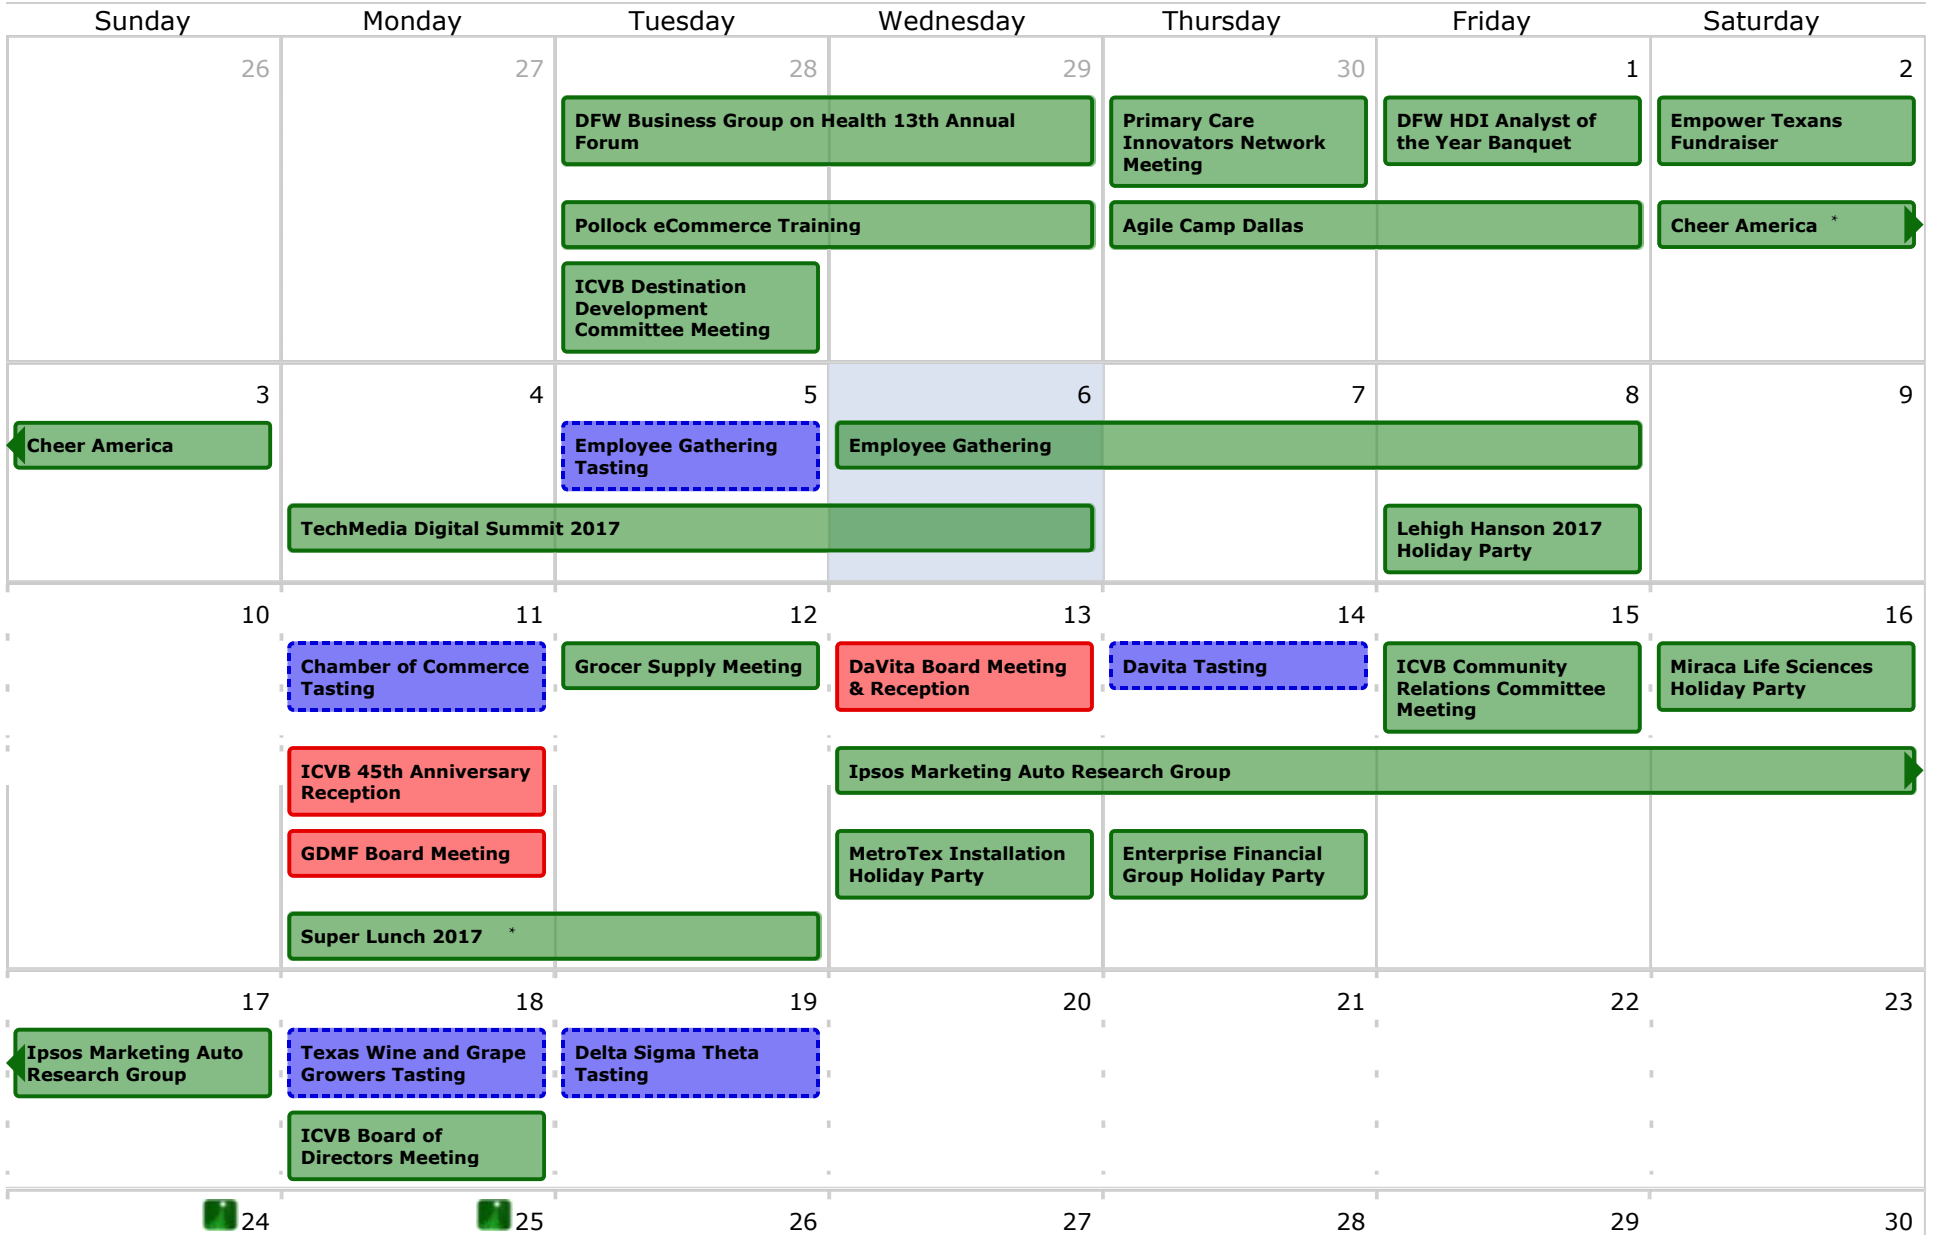 Sunday
Monday
Tuesday
Wednesday
Thursday
Friday
Saturday
26
27
28
29
30
1
2
DFW Business Group on Health 13th Annual
Forum
Primary Care
Innovators Network
Meeting
DFW HDI Analyst of
the Year Banquet
Empower Texans
Fundraiser
Pollock eCommerce Training
Agile Camp Dallas
Cheer America *
ICVB Destination
Development
Committee Meeting
3
4
5
6
7
8
9
Cheer America
Employee Gathering
Tasting
Employee Gathering
TechMedia Digital Summit 2017
Lehigh Hanson 2017
Holiday Party
10
11
12
13
14
15
16
Chamber of Commerce
Tasting
Grocer Supply Meeting
DaVita Board Meeting
& Reception
Davita Tasting
ICVB Community
Relations Committee
Meeting
Miraca Life Sciences
Holiday Party
ICVB 45th Anniversary
Reception
Ipsos Marketing Auto Research Group
GDMF Board Meeting
MetroTex Installation
Holiday Party
Enterprise Financial
Group Holiday Party
Super Lunch 2017 *
17
18
19
20
21
22
23
Ipsos Marketing Auto
Research Group
Texas Wine and Grape
Growers Tasting
Delta Sigma Theta
Tasting
ICVB Board of
Directors Meeting
24
25
26
27
28
29
30